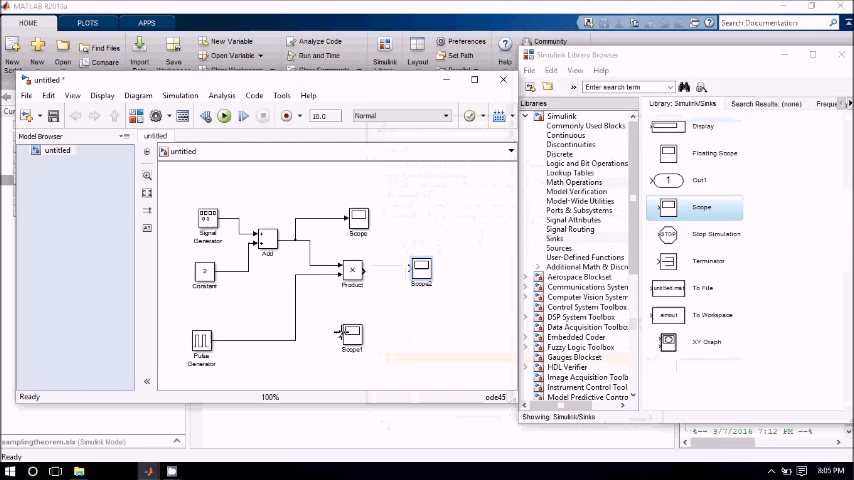 MATLAB R2013a
HOME
PLOTS
APPS
Search Documentation
New
Open
Find Files
Compare
Import
Save
New Variable
Open Variable
Analyze Code
Run and Time
Simulink
Layout
Preferences
Set Path
Help
Community
untitled *
File Edit View Display Diagram Simulation Analysis Code Tools Help
10.0
Normal
Model Browser
untitled
untitled
untitled
Signal
Generator
Add
Scope
2
Constant
×
Product
Scope2
Pulse
Generator
Scope1
Ready
100%
ode45
samplingtheorem.slx (Simulink Model)
Simulink Library Browser
File Edit View Help
Enter search term
Libraries
Library: Simulink/Sinks
Search Results: (none)
Simulink
Commonly Used Blocks
Continuous
Discontinuities
Discrete
Logic and Bit Operations
Lookup Tables
Math Operations
Model Verification
Model-Wide Utilities
Ports & Subsystems
Signal Attributes
Signal Routing
Sinks
Sources
User-Defined Functions
Additional Math & Discre
Aerospace Blockset
Communications System
Computer Vision System
Control System Toolbox
DSP System Toolbox
Data Acquisition Toolbox
Embedded Coder
Fuzzy Logic Toolbox
Gauges Blockset
HDL Verifier
Image Acquisition Toolb
Instrument Control Tool
Model Predictive Contro
Display
Floating Scope
1
Out1
Scope
STOP
Stop Simulation
Terminator
untitled.mat
To File
simout
To Workspace
XY Graph
Showing: Simulink/Sinks
%-- 9/7/2016 7:12 PM --%
8:05 PM